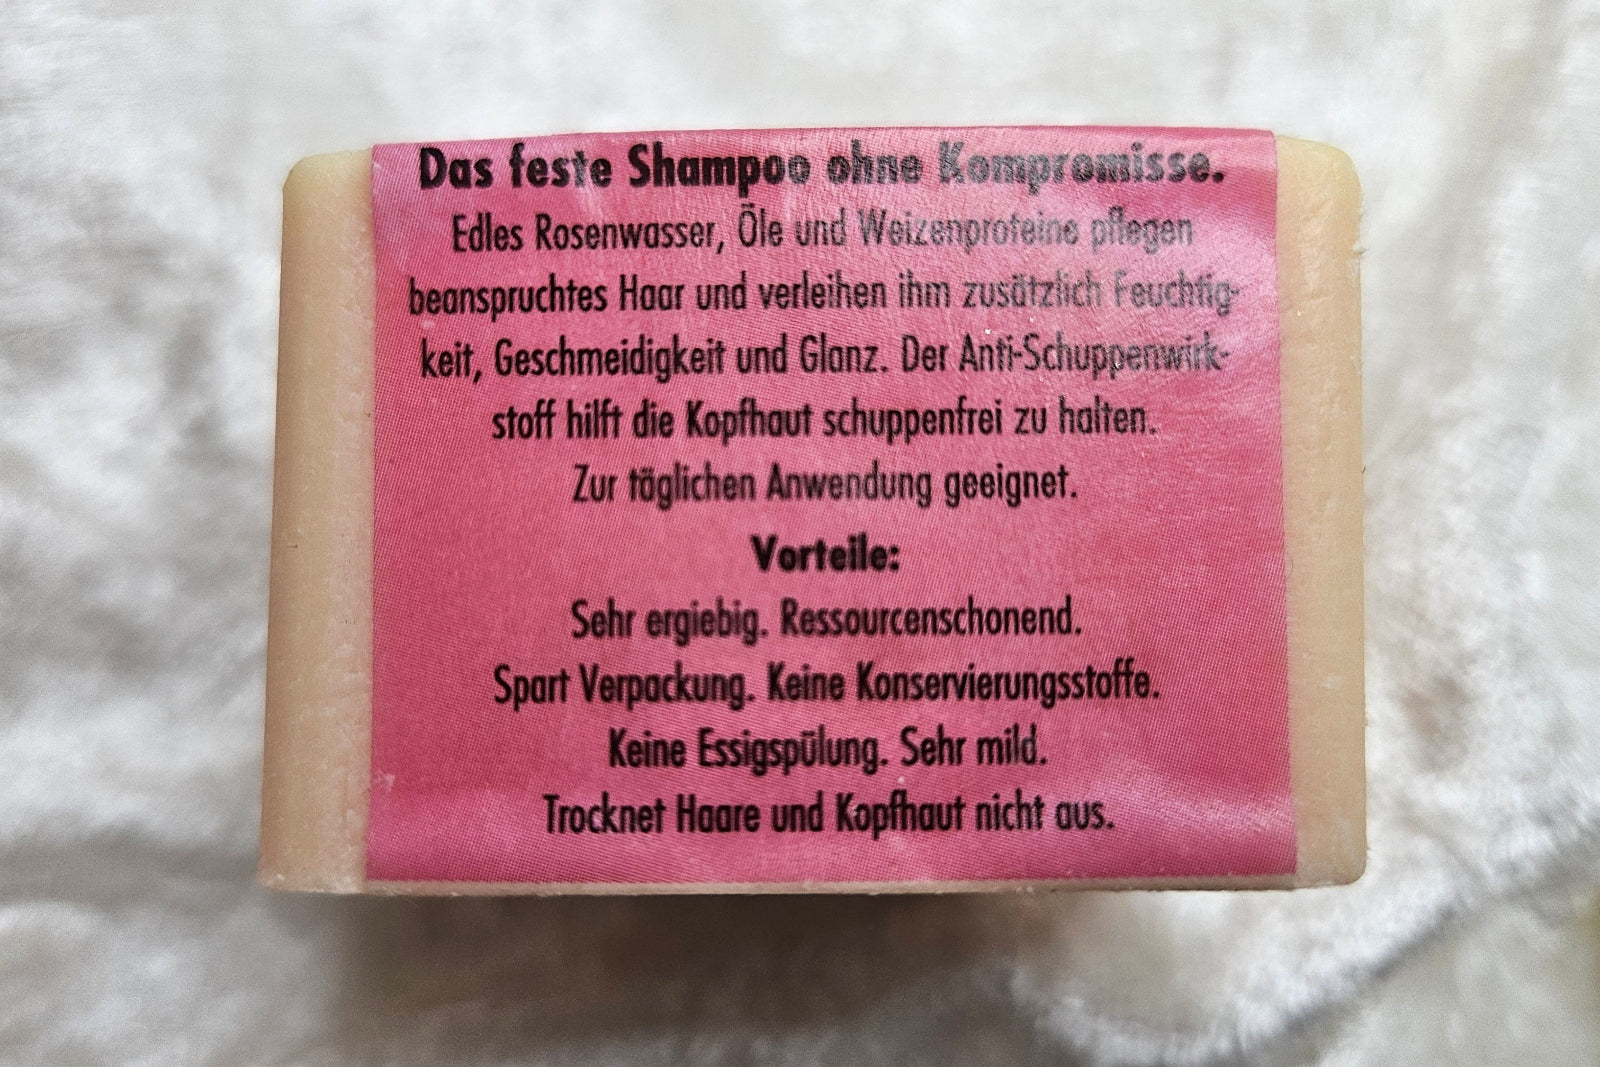 Das feste Shampoo ohne Kompromisse.
Edles Rosenwasser, Öle und Weizenproteine pflegen
beanspruchtes Haar und verleihen ihm zusätzlich Feuchtig-
keit, Geschmeidigkeit und Glanz. Der Anti-Schuppenwirk-
stoff hilft die Kopfhaut schuppenfrei zu halten.
Zur täglichen Anwendung geeignet.
Vorteile:
Sehr ergiebig. Ressourcenschonend.
Spart Verpackung. Keine Konservierungsstoffe.
Keine Essigspülung. Sehr mild.
Trocknet Haare und Kopfhaut nicht aus.